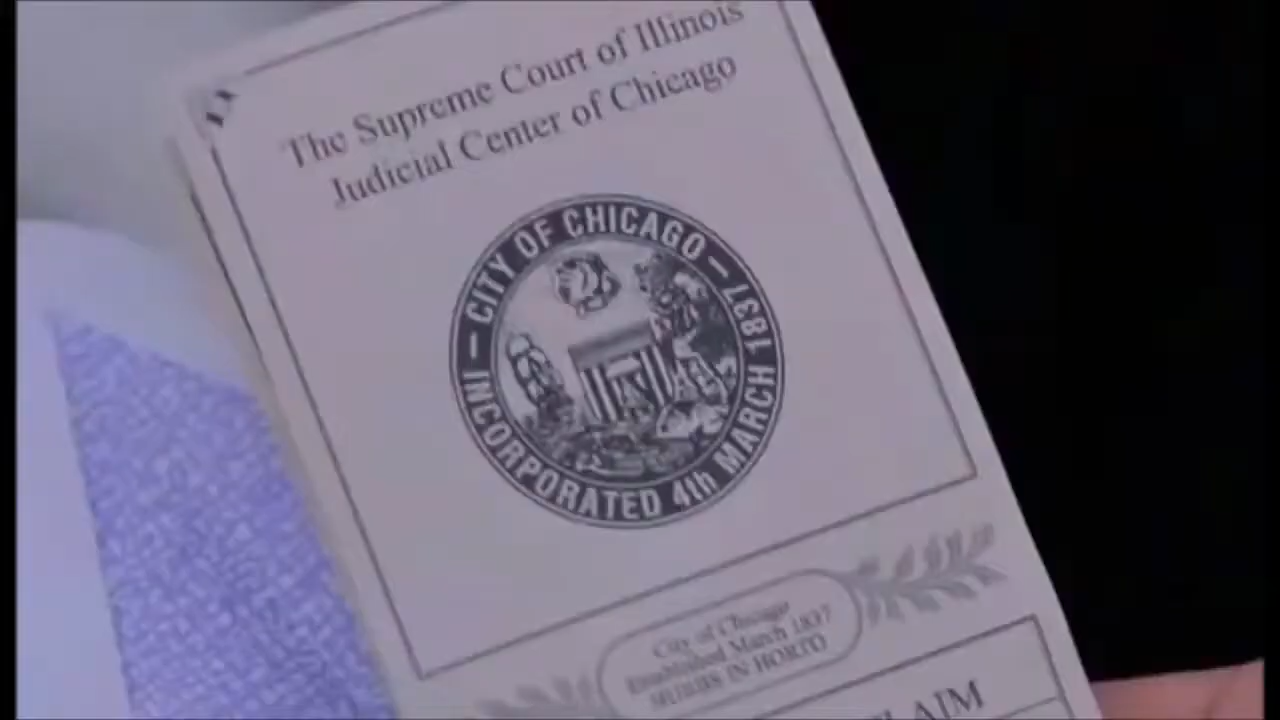 The Supreme Court of Illinois
Judicial Center of Chicago
CITY OF CHICAGO
INCORPORATED 4th MARCH 1837
City of Chicago
Established March 1837
IN HORTO